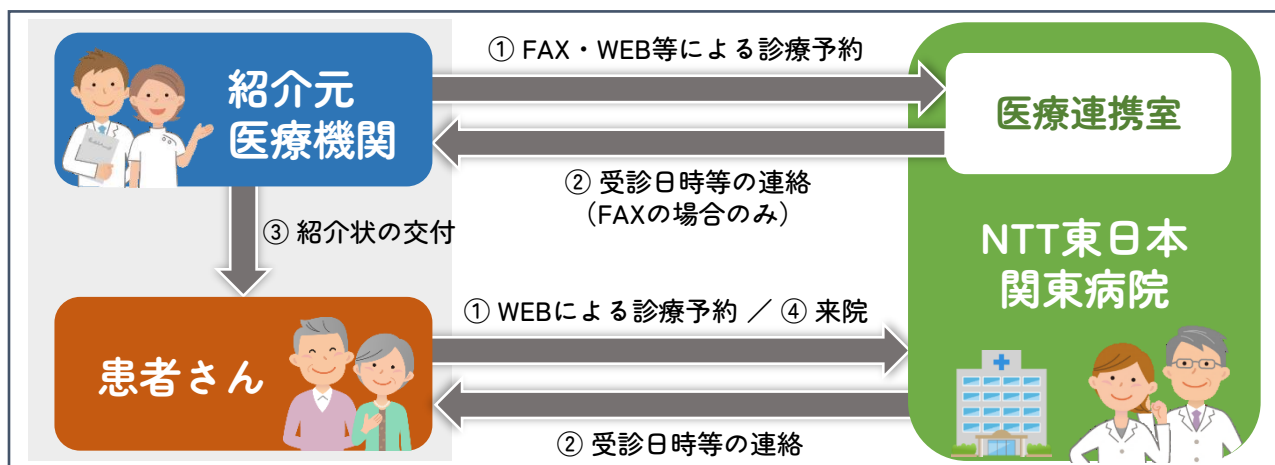 ① FAX・WEB等による診療予約
紹介元
医療機関
医療連携室
② 受診日時等の連絡
(FAXの場合のみ)
③ 紹介状の交付
NTT東日本
関東病院
① WEBによる診療予約 ／ ④ 来院
患者さん
② 受診日時等の連絡